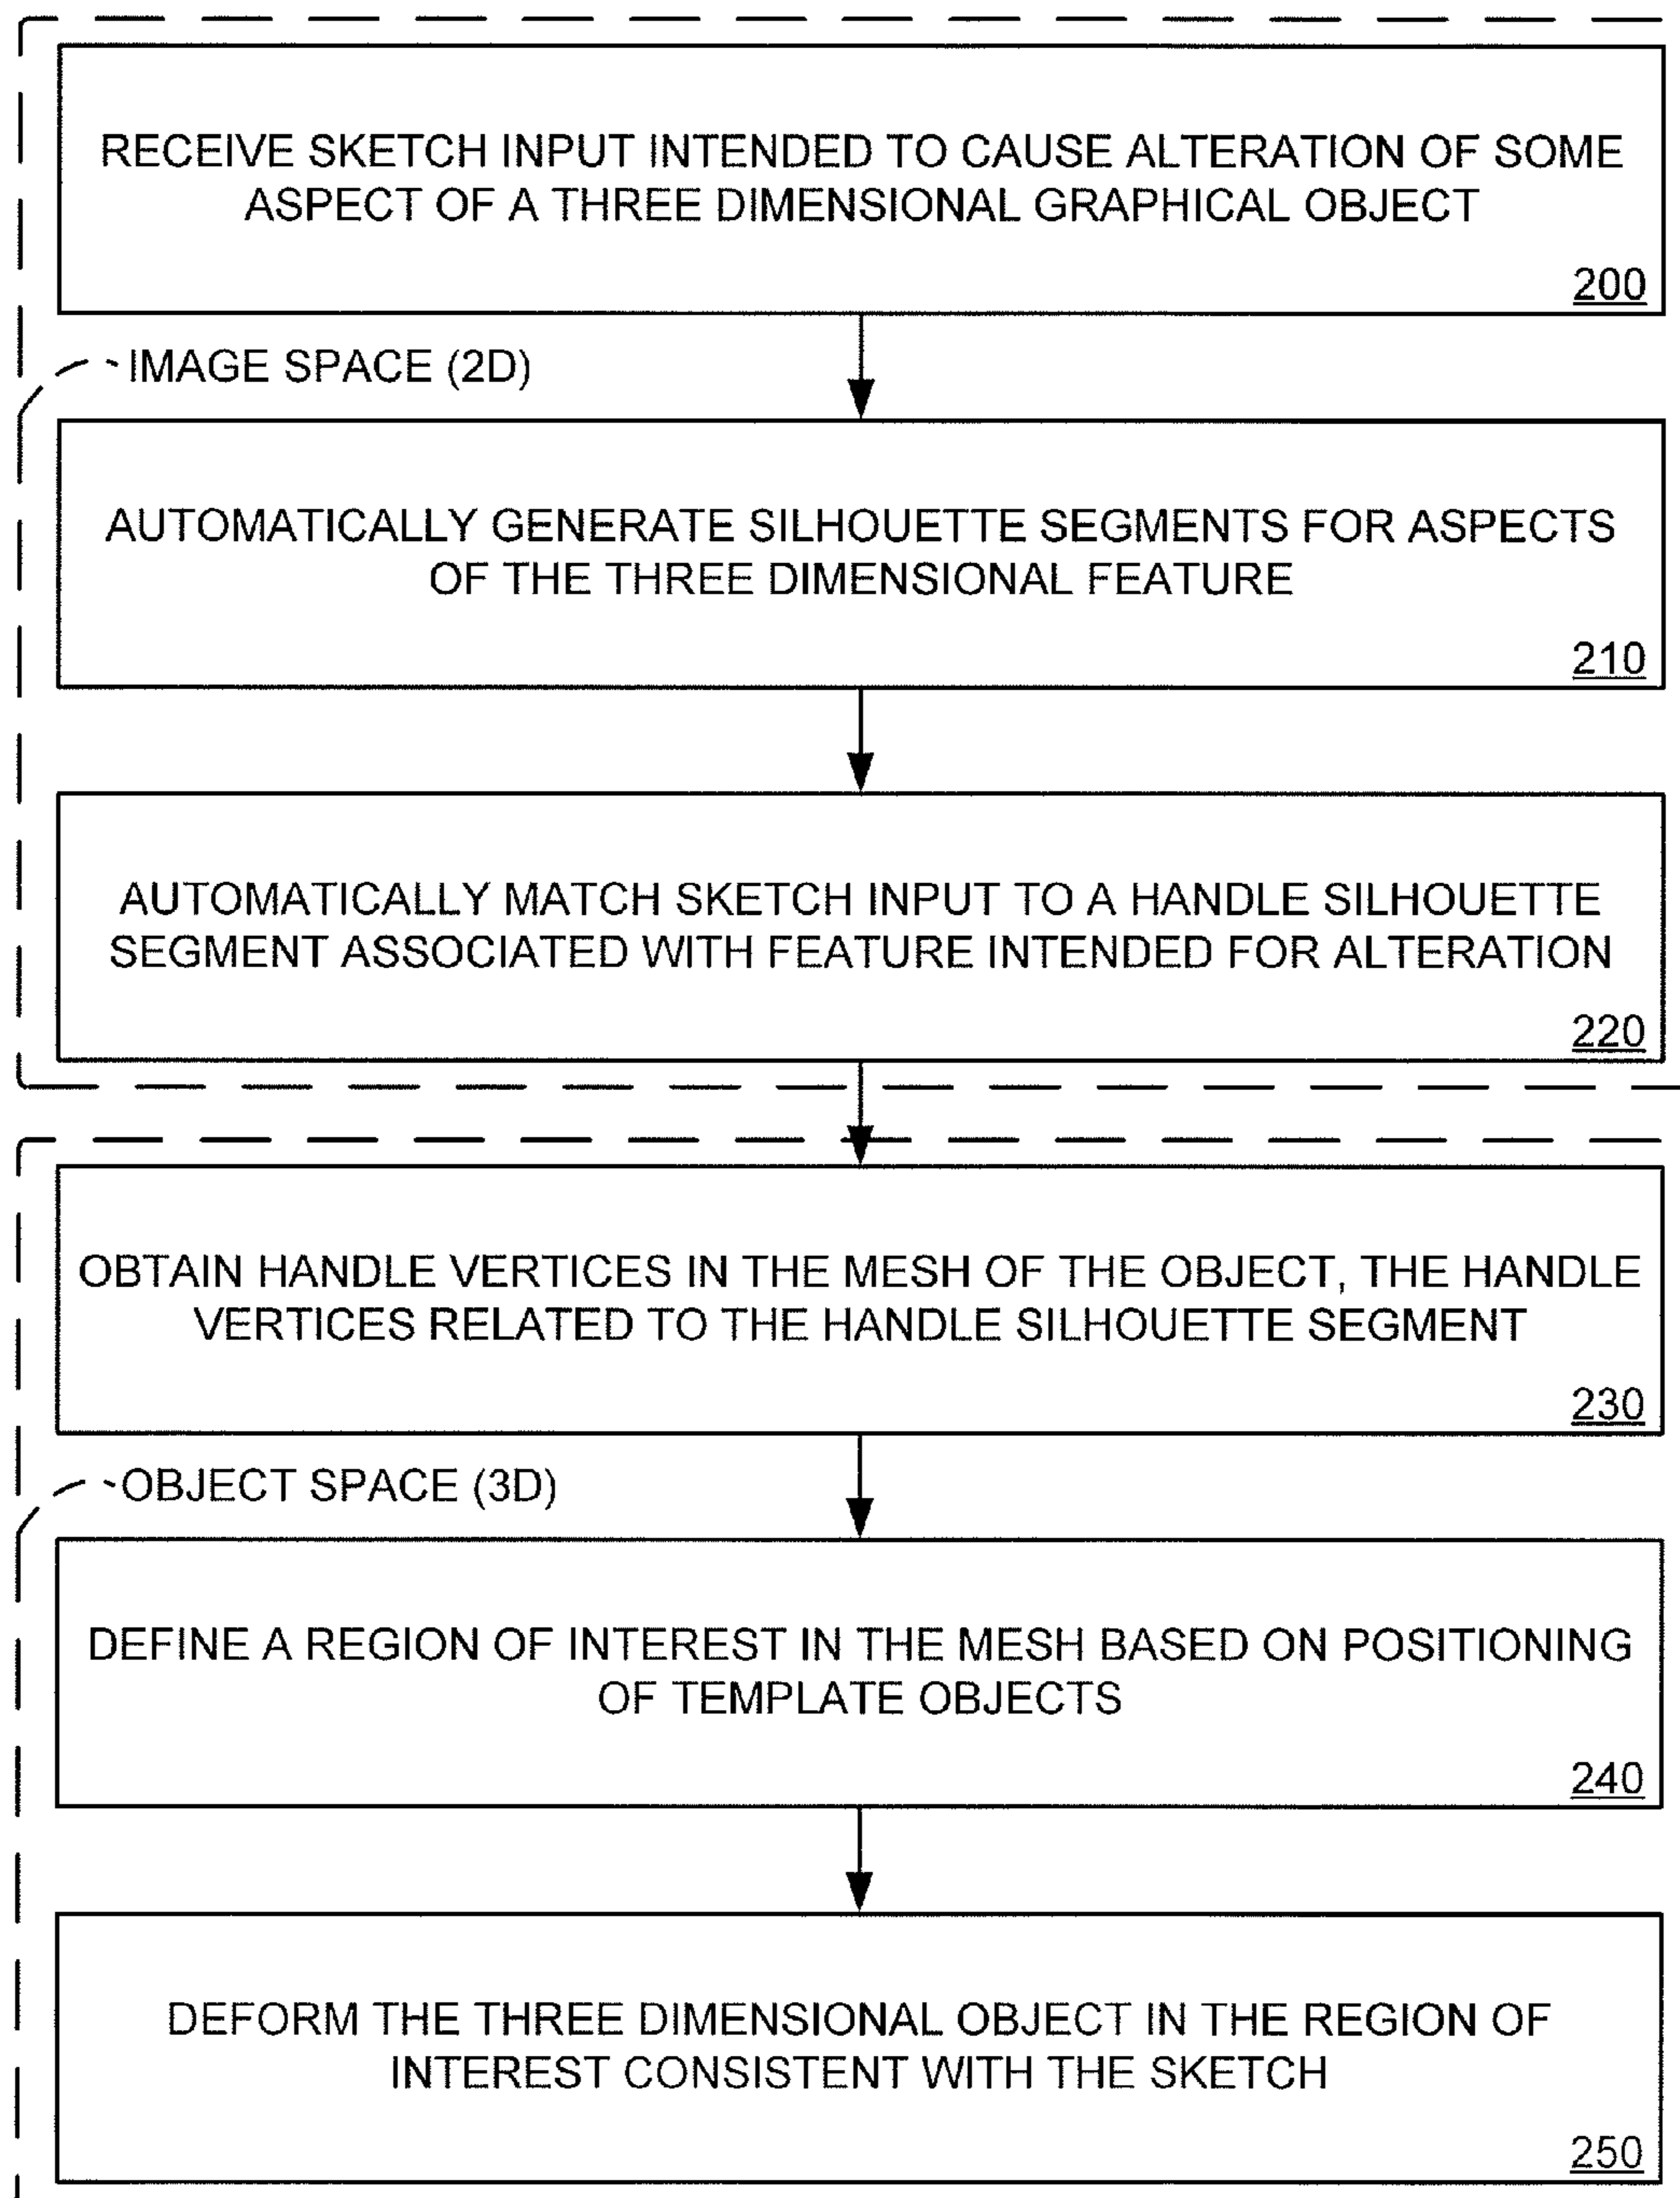 RECEIVE SKETCH INPUT INTENDED TO CAUSE ALTERATION OF SOME
ASPECT OF A THREE DIMENSIONAL GRAPHICAL OBJECT
200
IMAGE SPACE (2D)
AUTOMATICALLY GENERATE SILHOUETTE SEGMENTS FOR ASPECTS
OF THE THREE DIMENSIONAL FEATURE
210
AUTOMATICALLY MATCH SKETCH INPUT TO A HANDLE SILHOUETTE
SEGMENT ASSOCIATED WITH FEATURE INTENDED FOR ALTERATION
220
OBTAIN HANDLE VERTICES IN THE MESH OF THE OBJECT, THE HANDLE
VERTICES RELATED TO THE HANDLE SILHOUETTE SEGMENT
230
OBJECT SPACE (3D)
DEFINE A REGION OF INTEREST IN THE MESH BASED ON POSITIONING
OF TEMPLATE OBJECTS
240
DEFORM THE THREE DIMENSIONAL OBJECT IN THE REGION OF
INTEREST CONSISTENT WITH THE SKETCH
250